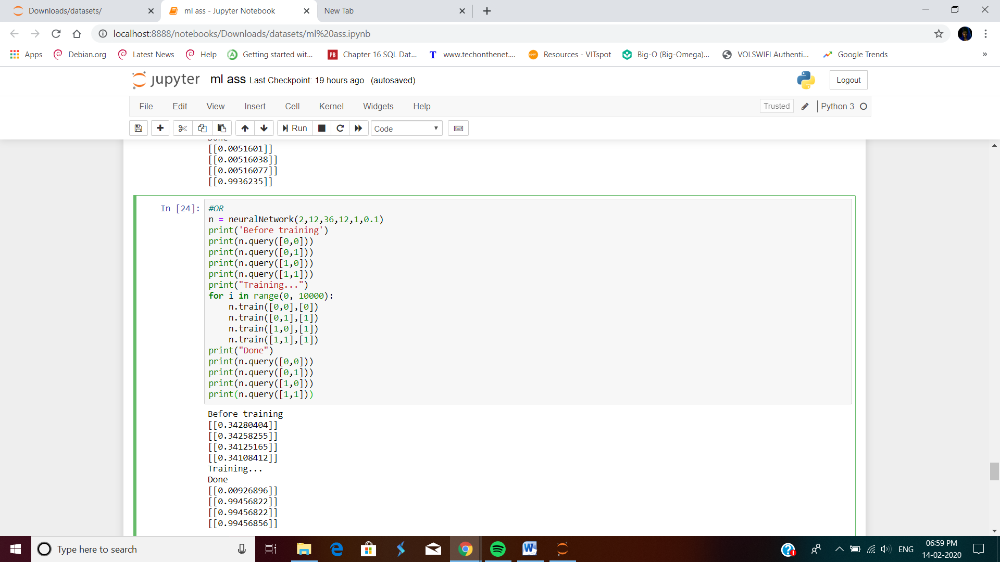 Downloads/datasets/
ml ass - Jupyter Notebook
New Tab
localhost:8888/notebooks/Downloads/datasets/ml%20ass.ipynb
Apps
Debian.org
Latest News
Help
Getting started wit...
PB
Chapter 16 SQL Dat...
T
www.techonthenet....
Resources - VITspot
Big-Ω (Big-Omega)...
VOLSWIFI Authenti...
Google Trends
»
jupyter ml ass Last Checkpoint: 19 hours ago (autosaved)
Logout
File Edit View Insert Cell Kernel Widgets Help
Trusted
Python 3
Run
Code
Done
[[0.0051601]]
[[0.00516038]]
[[0.00516077]]
[[0.9936235]]
In [24]:
#OR
n = neuralNetwork(2,12,36,12,1,0.1)
print('Before training')
print(n.query([0,0]))
print(n.query([0,1]))
print(n.query([1,0]))
print(n.query([1,1]))
print("Training...")
for i in range(0, 10000):
    n.train([0,0],[0])
    n.train([0,1],[1])
    n.train([1,0],[1])
    n.train([1,1],[1])
print("Done")
print(n.query([0,0]))
print(n.query([0,1]))
print(n.query([1,0]))
print(n.query([1,1]))
Before training
[[0.34280404]]
[[0.34258255]]
[[0.34125165]]
[[0.34108412]]
Training...
Done
[[0.00926896]]
[[0.99456822]]
[[0.99456822]]
[[0.99456856]]
Type here to search
ENG
06:59 PM
14-02-2020